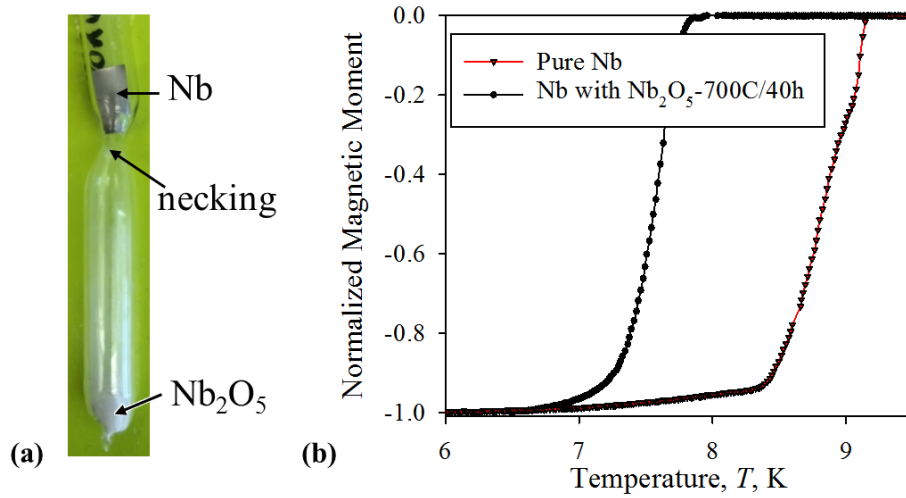 Nb
necking
Nb2O5
(a)
0.0
-0.2
-0.4
-0.6
-0.8
-1.0
Normalized Magnetic Moment
Pure Nb
Nb with Nb2O5-700C/40h
6
7
8
9
Temperature, T, K
(b)